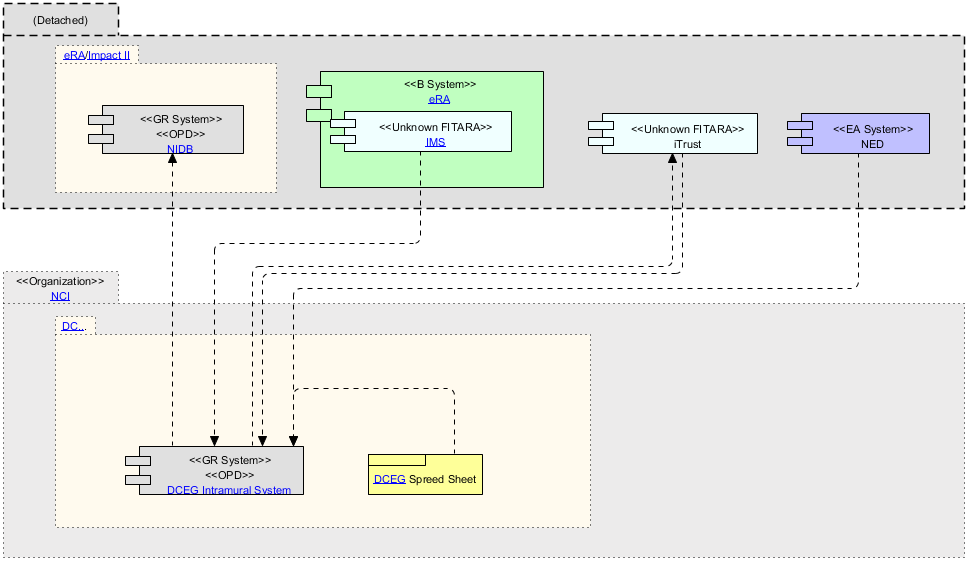 (Detached)
eRA/Impact II
<<GR System>>
<<OPD>>
NIDB
<<B System>>
eRA
<<Unknown FITARA>>
IMS
<<Unknown FITARA>>
iTrust
<<EA System>>
NED
<<Organization>>
NCI
DC...
<<GR System>>
<<OPD>>
DCEG Intramural System
DCEG Spreed Sheet